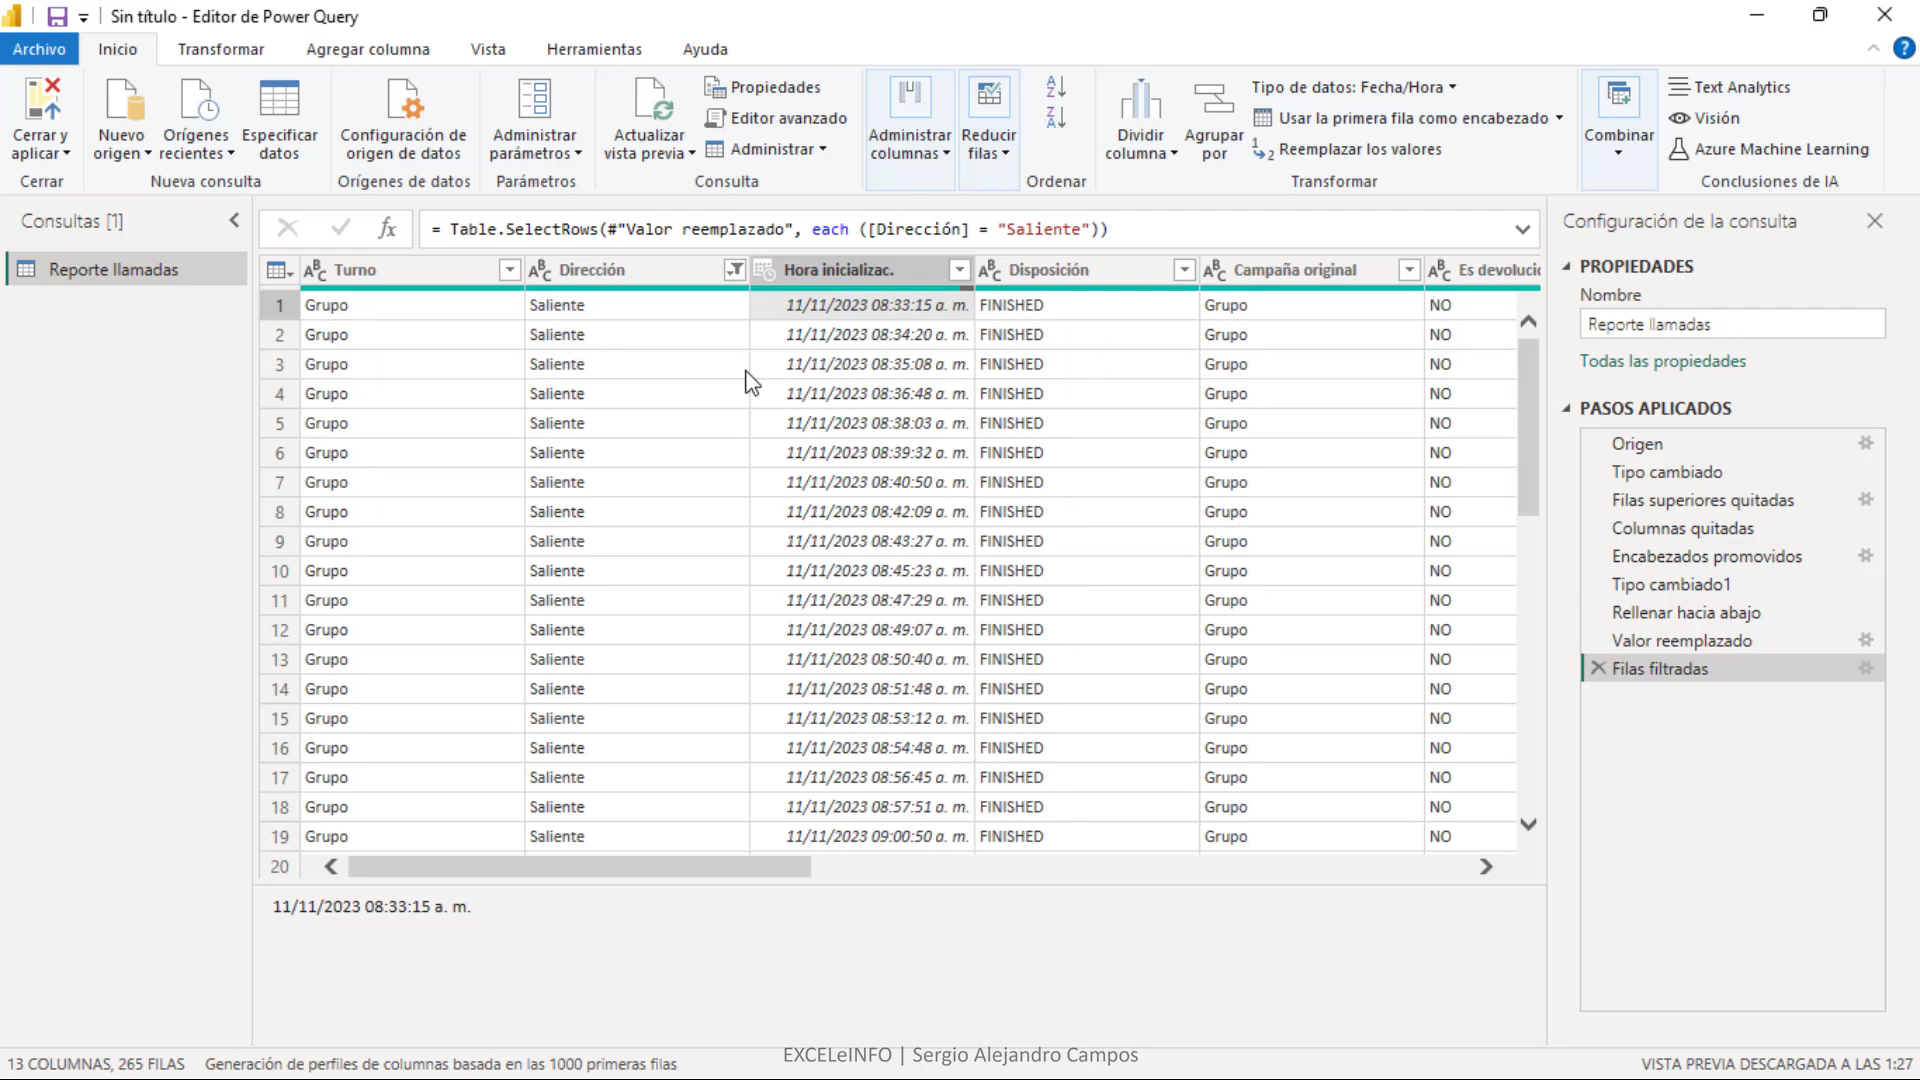 Sin título - Editor de Power Query
Archivo Inicio Transformar Agregar columna Vista Herramientas Ayuda ?
Cerrar y aplicar
Cerrar
Nuevo origen
Orígenes recientes
Especificar datos
Nueva consulta
Configuración de origen de datos
Orígenes de datos
Administrar parámetros
Parámetros
Actualizar vista previa
Propiedades
Editor avanzado
Administrar
Consulta
Administrar columnas
Reducir filas
Ordenar
Dividir columna
Agrupar por
Tipo de datos: Fecha/Hora
Usar la primera fila como encabezado
Reemplazar los valores
Transformar
Combinar
Text Analytics
Visión
Azure Machine Learning
Conclusiones de IA
Consultas [1]
Reporte llamadas
fx = Table.SelectRows(#"Valor reemplazado", each ([Dirección] = "Saliente"))
Turno Dirección Hora inicializac. Disposición Campaña original Es devolucio
1 Grupo Saliente 11/11/2023 08:33:15 a. m. FINISHED Grupo NO
2 Grupo Saliente 11/11/2023 08:34:20 a. m. FINISHED Grupo NO
3 Grupo Saliente 11/11/2023 08:35:08 a. m. FINISHED Grupo NO
4 Grupo Saliente 11/11/2023 08:36:48 a. m. FINISHED Grupo NO
5 Grupo Saliente 11/11/2023 08:38:03 a. m. FINISHED Grupo NO
6 Grupo Saliente 11/11/2023 08:39:32 a. m. FINISHED Grupo NO
7 Grupo Saliente 11/11/2023 08:40:50 a. m. FINISHED Grupo NO
8 Grupo Saliente 11/11/2023 08:42:09 a. m. FINISHED Grupo NO
9 Grupo Saliente 11/11/2023 08:43:27 a. m. FINISHED Grupo NO
10 Grupo Saliente 11/11/2023 08:45:23 a. m. FINISHED Grupo NO
11 Grupo Saliente 11/11/2023 08:47:29 a. m. FINISHED Grupo NO
12 Grupo Saliente 11/11/2023 08:49:07 a. m. FINISHED Grupo NO
13 Grupo Saliente 11/11/2023 08:50:40 a. m. FINISHED Grupo NO
14 Grupo Saliente 11/11/2023 08:51:48 a. m. FINISHED Grupo NO
15 Grupo Saliente 11/11/2023 08:53:12 a. m. FINISHED Grupo NO
16 Grupo Saliente 11/11/2023 08:54:48 a. m. FINISHED Grupo NO
17 Grupo Saliente 11/11/2023 08:56:45 a. m. FINISHED Grupo NO
18 Grupo Saliente 11/11/2023 08:57:51 a. m. FINISHED Grupo NO
19 Grupo Saliente 11/11/2023 09:00:50 a. m. FINISHED Grupo NO
20
11/11/2023 08:33:15 a. m.
Configuración de la consulta
PROPIEDADES
Nombre
Reporte llamadas
Todas las propiedades
PASOS APLICADOS
Origen
Tipo cambiado
Filas superiores quitadas
Columnas quitadas
Encabezados promovidos
Tipo cambiado1
Rellenar hacia abajo
Valor reemplazado
Filas filtradas
13 COLUMNAS, 265 FILAS Generación de perfiles de columnas basada en las 1000 primeras filas
EXCELeINFO | Sergio Alejandro Campos
VISTA PREVIA DESCARGADA A LAS 1:27